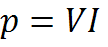 p = VI